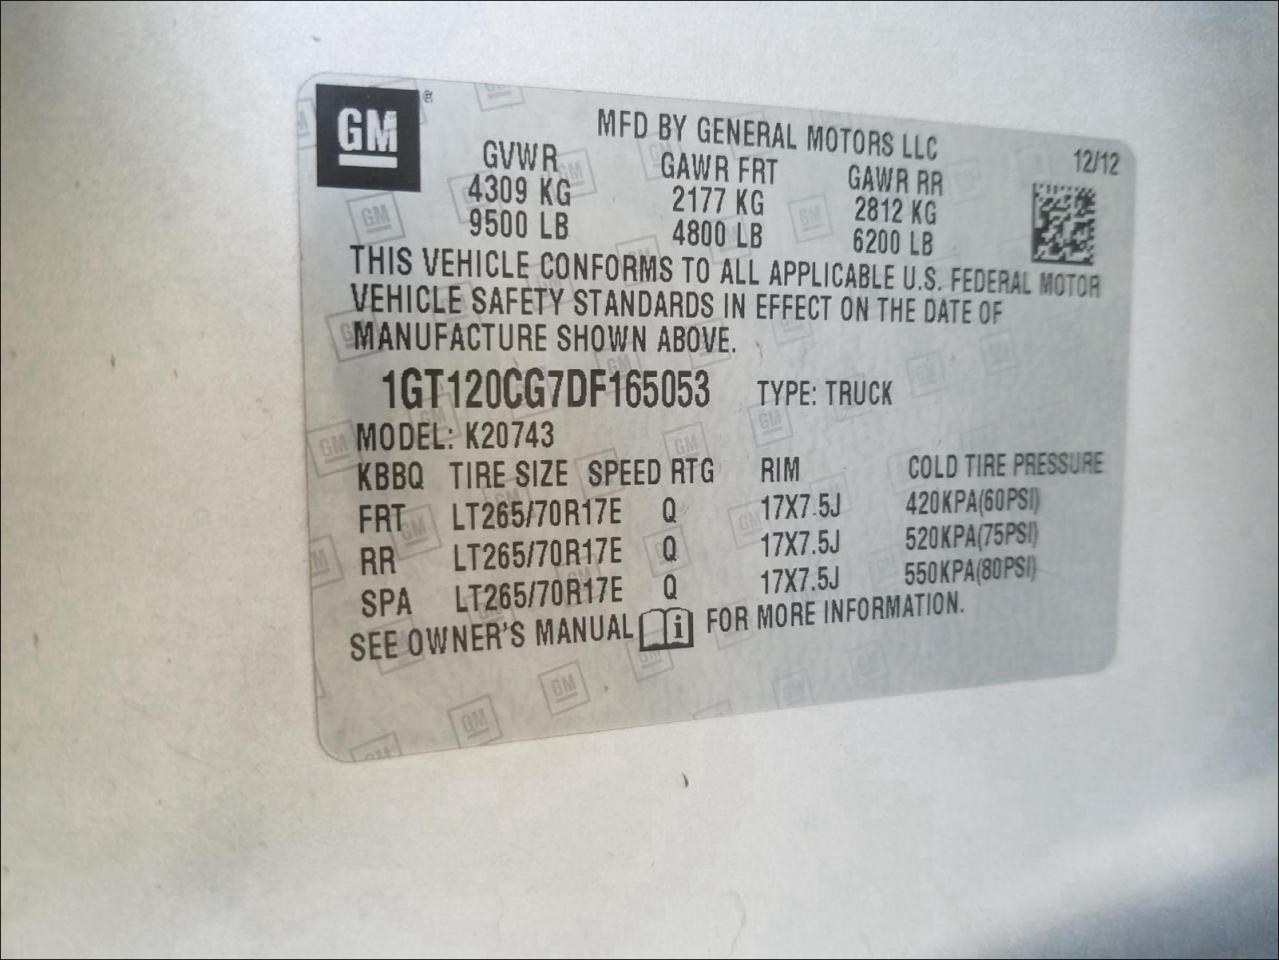 GM ®
MFD BY GENERAL MOTORS LLC
12/12
GVWR GAWR FRT GAWR RR
4309 KG 2177 KG 2812 KG
9500 LB 4800 LB 6200 LB
THIS VEHICLE CONFORMS TO ALL APPLICABLE U.S. FEDERAL MOTOR
VEHICLE SAFETY STANDARDS IN EFFECT ON THE DATE OF
MANUFACTURE SHOWN ABOVE.
1GT120CG7DF165053 TYPE: TRUCK
MODEL: K20743
KBBQ TIRE SIZE SPEED RTG RIM COLD TIRE PRESSURE
FRT LT265/70R17E Q 17X7.5J 420KPA(60PSI)
RR LT265/70R17E Q 17X7.5J 520KPA(75PSI)
SPA LT265/70R17E Q 17X7.5J 550KPA(80PSI)
SEE OWNER'S MANUAL i FOR MORE INFORMATION.